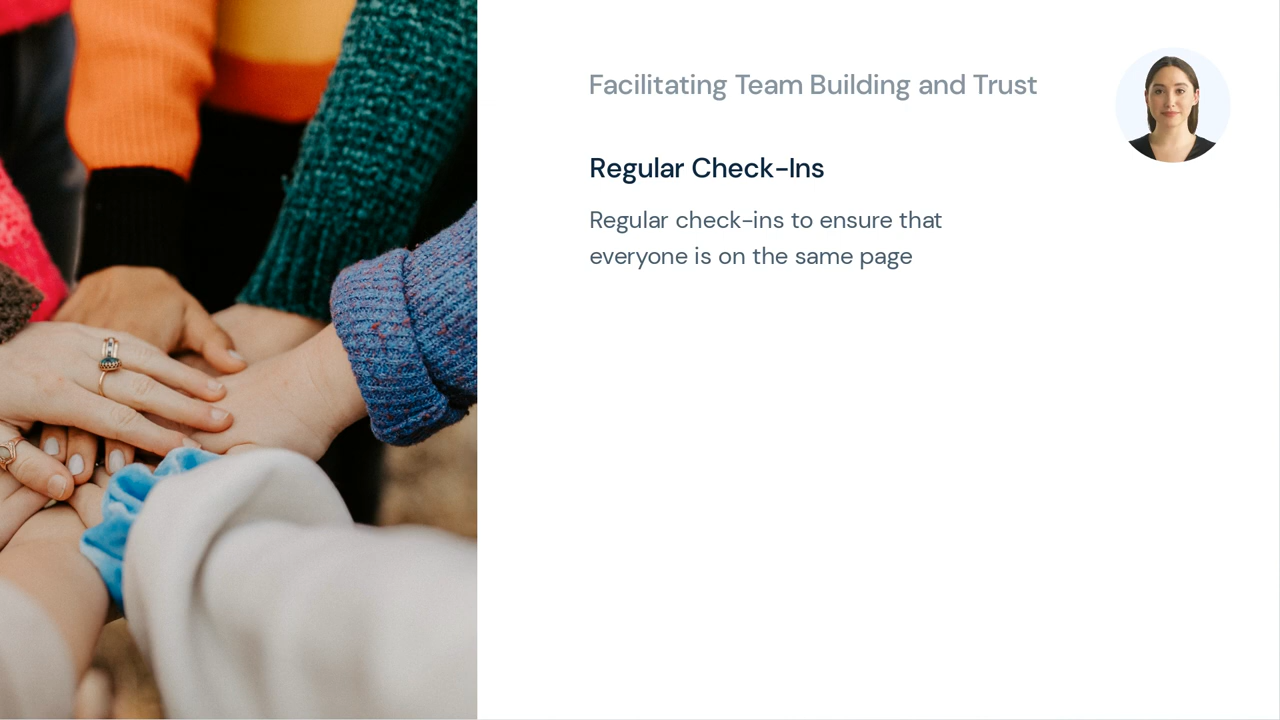 Facilitating Team Building and Trust
Regular Check-Ins
Regular check-ins to ensure that
everyone is on the same page